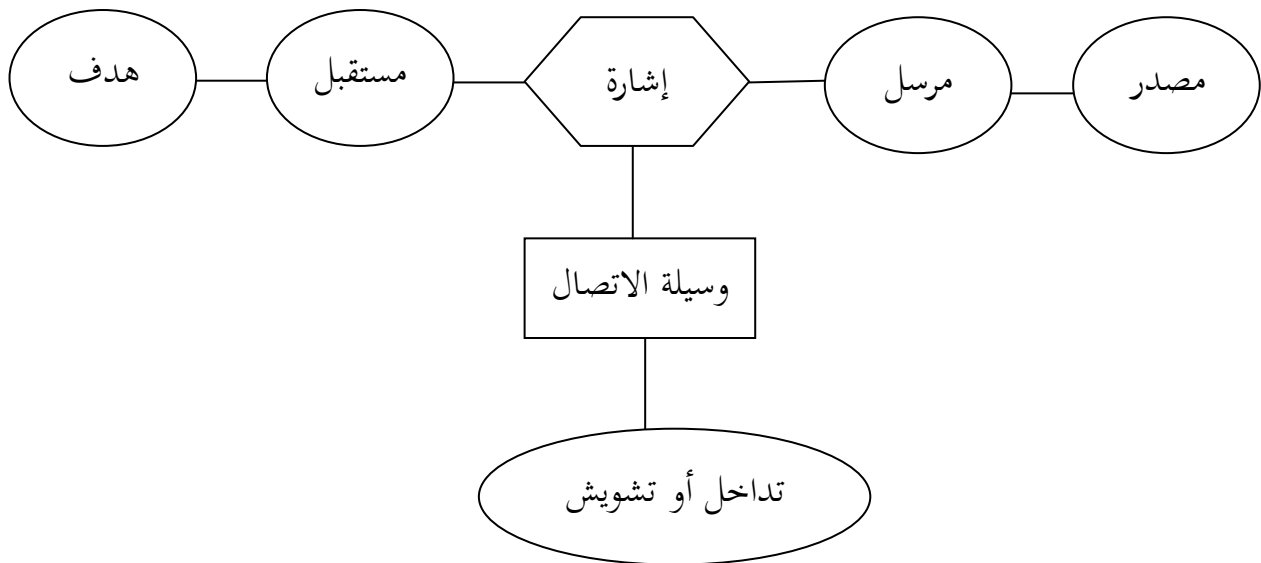 مصدر
مرسل
إشارة
مستقبل
هدف
وسيلة الاتصال
تداخل أو تشويش